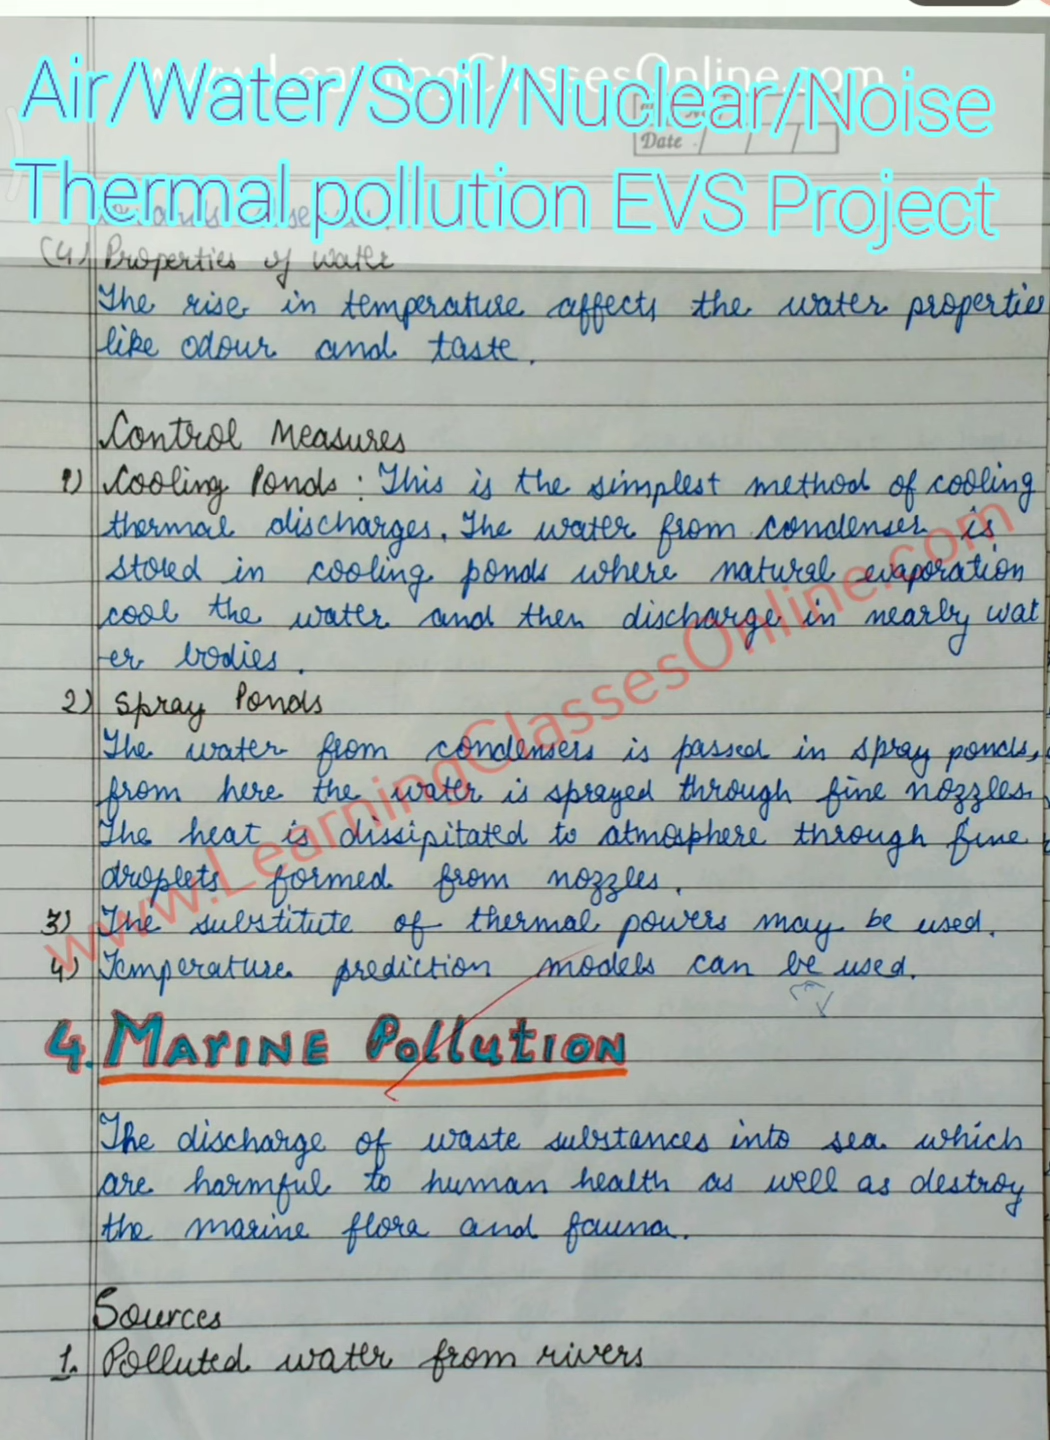 www.LearningClassesOnline.com
Air/Water/Soil/Nuclear/Noise
Date
Thermal pollution EVS Project
(4) Properties of water
The rise in temperature affects the water properties
like odour and taste.
Control Measures
1) Cooling Ponds : This is the simplest method of cooling
thermal discharges. The water from condenser is
stored in cooling ponds where natural evaporation
cool the water and then discharge in nearby wat
-er bodies.
2) Spray Ponds
The water from condensers is passed in spray ponds,
from here the water is sprayed through fine nozzles.
The heat is dissipitated to atmosphere through fine
droplets formed from nozzles.
3) The substitute of thermal powers may be used.
4) Temperature prediction models can be used.
www.LearningClassesOnline.com
4. MARINE POllUTION
The discharge of waste substances into sea which
are harmful to human health as well as destroy
the marine flora and fauna.
Sources
1. Polluted water from rivers